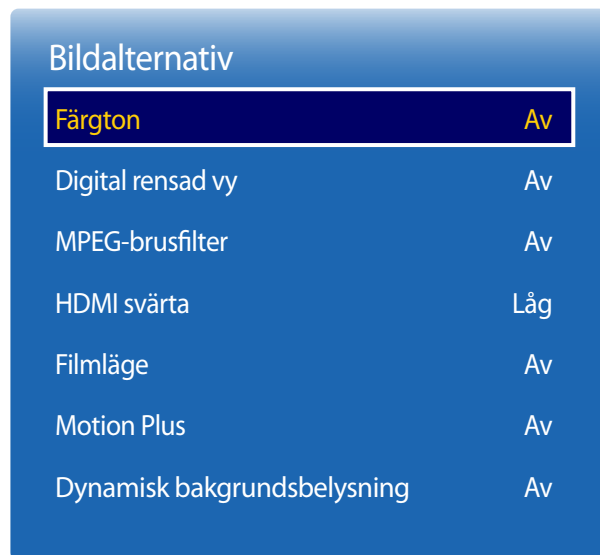 Bildalternativ
Färgton Av
Digital rensad vy Av
MPEG-brusfilter Av
HDMI svärta Låg
Filmläge Av
Motion Plus Av
Dynamisk bakgrundsbelysning Av